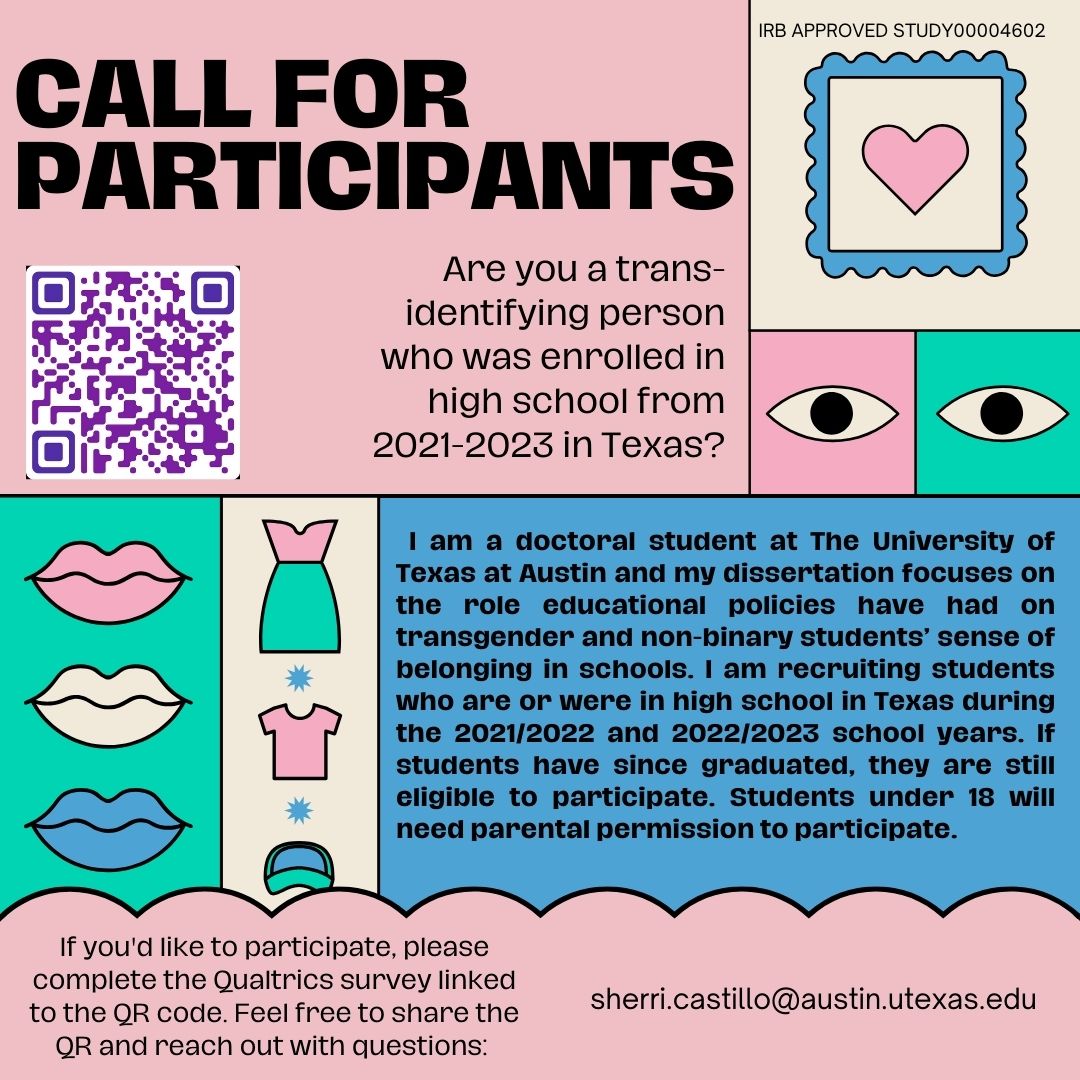 IRB APPROVED STUDY00004602
CALL FOR
PARTICIPANTS
Are you a trans-
identifying person
who was enrolled in
high school from
2021-2023 in Texas?
I am a doctoral student at The University of
Texas at Austin and my dissertation focuses on
the role educational policies have had on
transgender and non-binary students’ sense of
belonging in schools. I am recruiting students
who are or were in high school in Texas during
the 2021/2022 and 2022/2023 school years. If
students have since graduated, they are still
eligible to participate. Students under 18 will
need parental permission to participate.
If you'd like to participate, please
complete the Qualtrics survey linked
to the QR code. Feel free to share the
QR and reach out with questions:
sherri.castillo@austin.utexas.edu